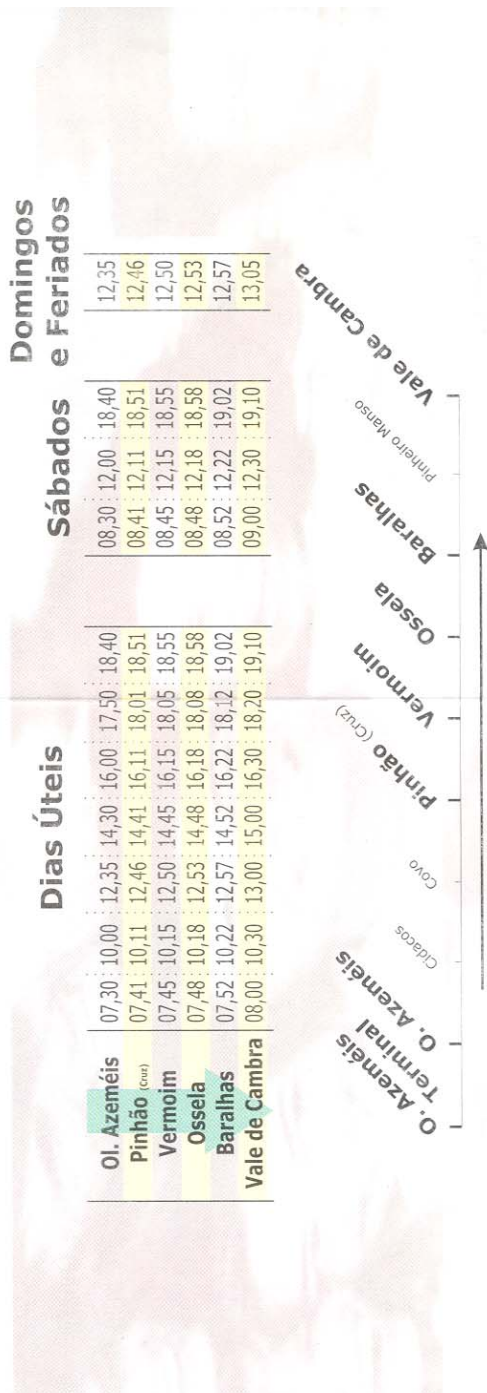 Dias Úteis
Sábados
Domingos
e Feriados
Ol. Azeméis 07,30 10,00 12,35 14,30 16,00 17,50 18,40 08,30 12,00 18,40 12,35
Pinhão (Cruz) 07,41 10,11 12,46 14,41 16,11 18,01 18,51 08,41 12,11 18,51 12,46
Vermoim 07,45 10,15 12,50 14,45 16,15 18,05 18,55 08,45 12,15 18,55 12,50
Ossela 07,48 10,18 12,53 14,48 16,18 18,08 18,58 08,48 12,18 18,58 12,53
Baralhas 07,52 10,22 12,57 14,52 16,22 18,12 19,02 08,52 12,22 19,02 12,57
Vale de Cambra 08,00 10,30 13,00 15,00 16,30 18,20 19,10 09,00 12,30 19,10 13,05
O. Azeméis
Terminal
O. Azeméis
Cidacos
Covo
Pinhão (Cruz)
Vermoim
Ossela
Baralhas
Pinheiro Manso
Vale de Cambra